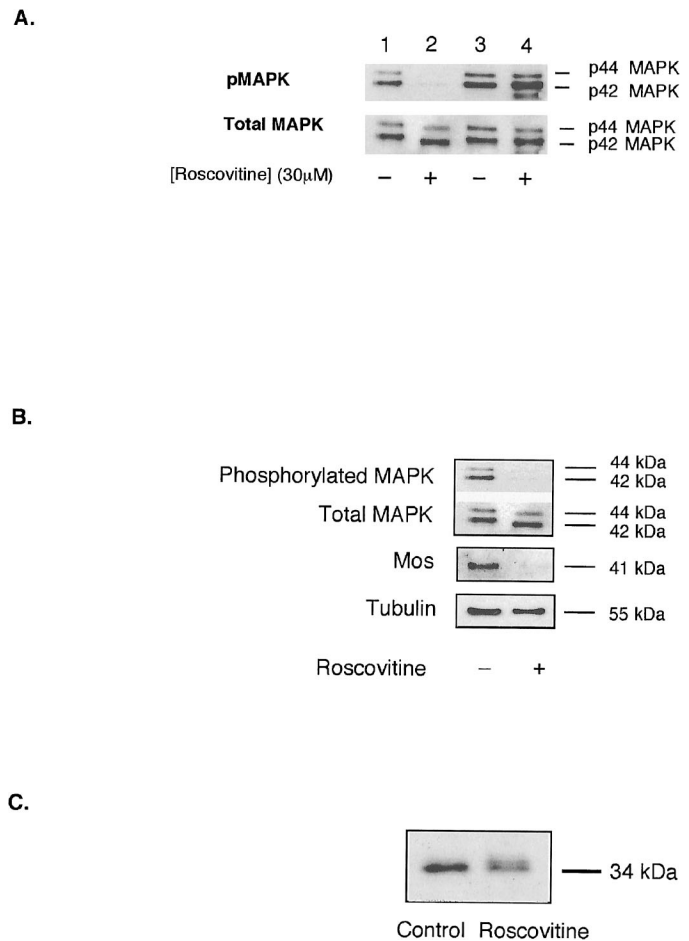 A.
1 2 3 4
pMAPK
p44 MAPK
p42 MAPK
Total MAPK
p44 MAPK
p42 MAPK
[Roscovitine] (30µM) – + – +
B.
Phosphorylated MAPK
44 kDa
42 kDa
Total MAPK
44 kDa
42 kDa
Mos
41 kDa
Tubulin
55 kDa
Roscovitine – +
C.
34 kDa
Control Roscovitine